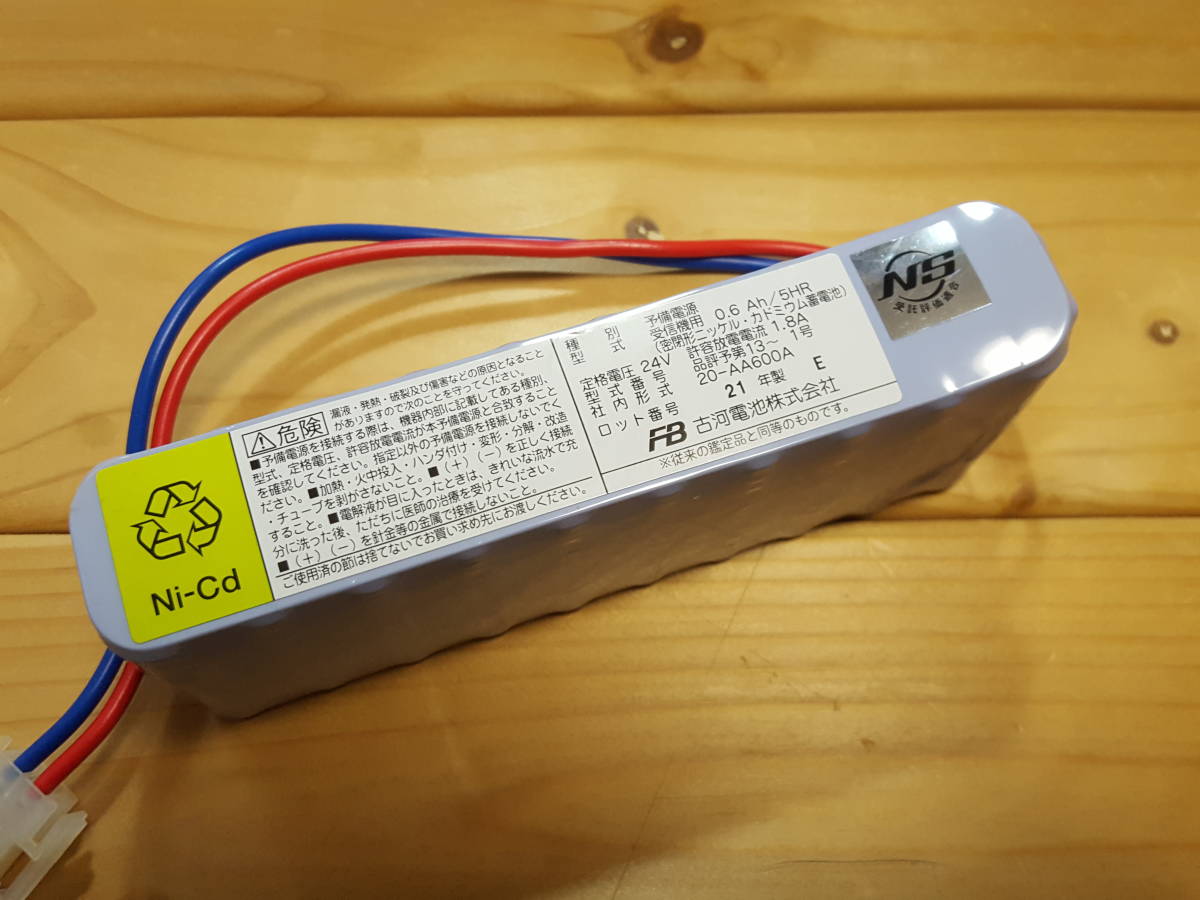 Ni-Cd
危険
漏液・発熱・破裂及び傷害などの原因となること
がありますので次のことを守ってください。
■予備電源を接続する際は、機器内部に記載してある種別、
型式、定格電圧、許容放電電流が本予備電源と合致すること
を確認してください。指定以外の予備電源を接続しないでく
ださい。■加熱・火中投入・ハンダ付け・変形・分解・改造
・チューブを剥がさないこと。■(+)(−)を正しく接続
すること。■電解液が目に入ったときは、きれいな流水で充
分に洗った後、ただちに医師の治療を受けてください。
■(+)(−)を針金等の金属で接続しないこと。
ご使用済の節は捨てないでお買い求め先にお渡しください。
種別 予備電源
型式 受信機用 0.6 Ah/5HR
(密閉形ニッケル・カドミウム蓄電池)
定格電圧 24V 許容放電電流 1.8A
型式番号 品評予第13〜1号
社内形式 20-AA600A
ロット番号 21 年製 E
FB 古河電池株式会社
※従来の鑑定品と同等のものです。
NS
受託評価適合